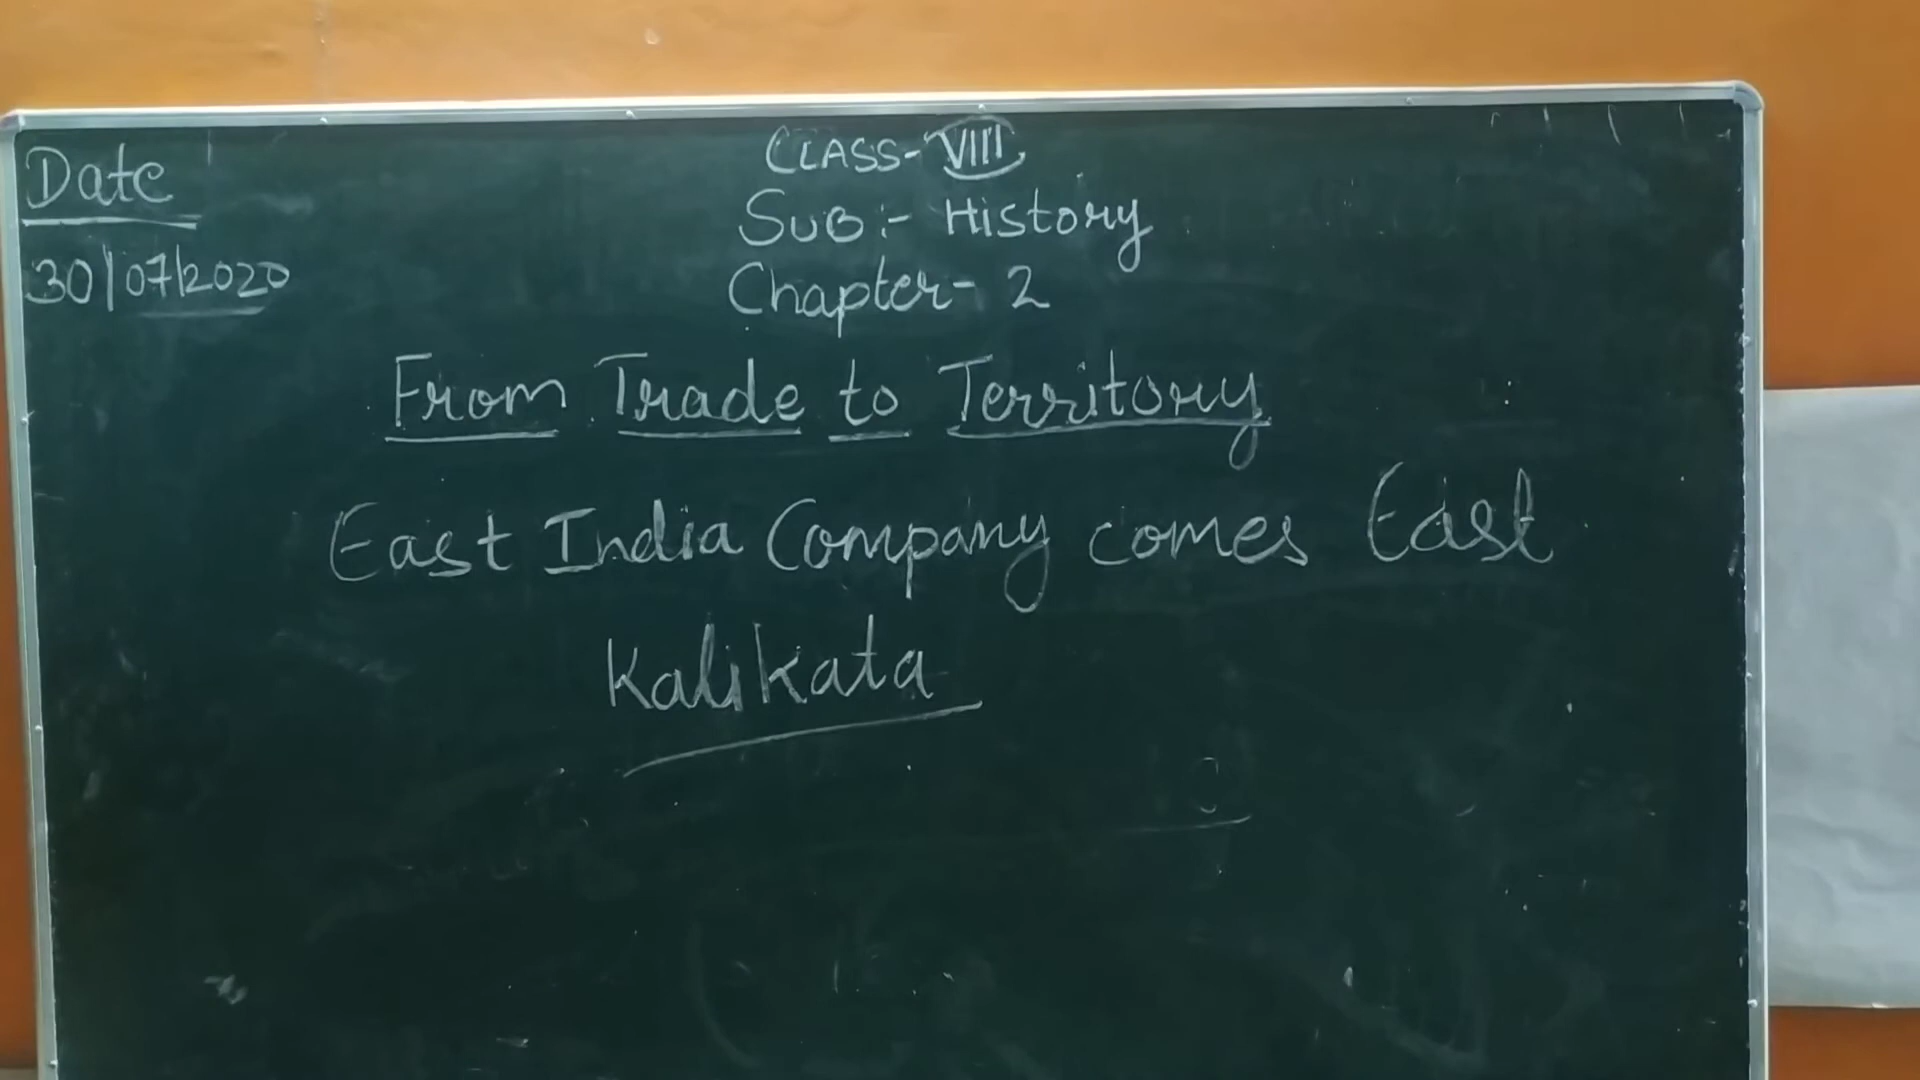 Date
30/07/2020
CLASS-VIII
SUB:- History
Chapter- 2
From Trade to Territory
East India Company comes East
Kalikata